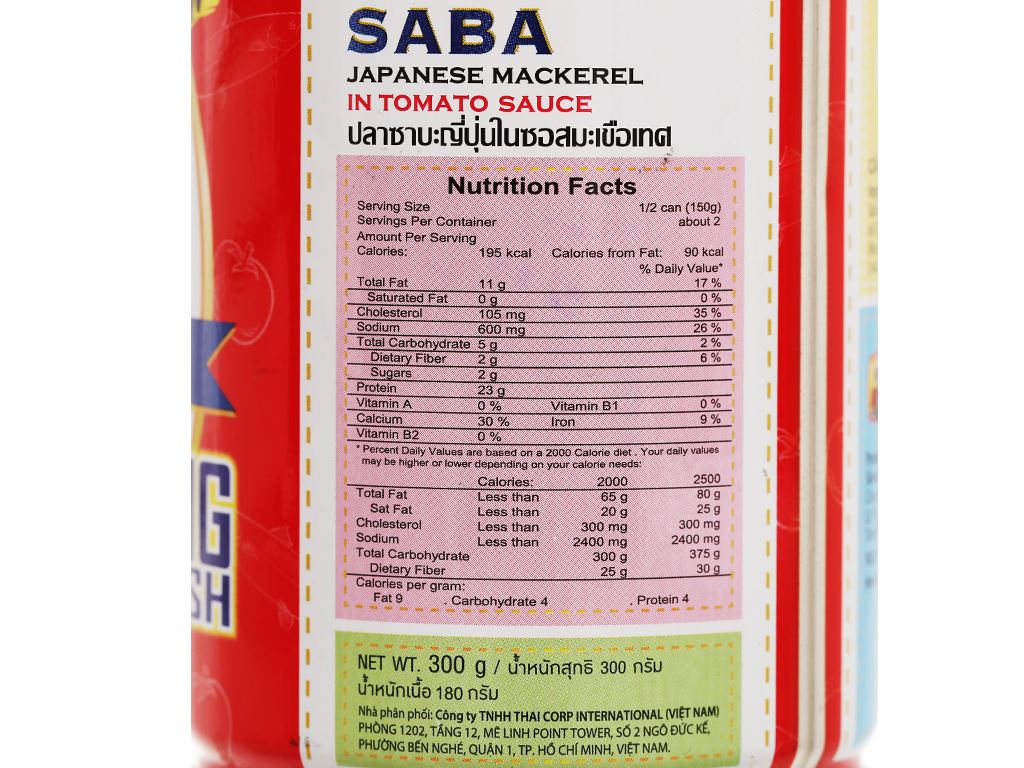 SABA
JAPANESE MACKEREL
IN TOMATO SAUCE
ปลาซาบะญี่ปุ่นในซอสมะเขือเทศ
Nutrition Facts
Serving Size 1/2 can (150g)
Servings Per Container about 2
Amount Per Serving
Calories: 195 kcal Calories from Fat: 90 kcal
% Daily Value*
Total Fat 11 g 17 %
Saturated Fat 0 g 0 %
Cholesterol 105 mg 35 %
Sodium 600 mg 26 %
Total Carbohydrate 5 g 2 %
Dietary Fiber 2 g 6 %
Sugars 2 g
Protein 23 g
Vitamin A 0 % Vitamin B1 0 %
Calcium 30 % Iron 9 %
Vitamin B2 0 %
* Percent Daily Values are based on a 2000 Calorie diet . Your daily values
may be higher or lower depending on your calorie needs:
Calories: 2000 2500
Total Fat Less than 65 g 80 g
Sat Fat Less than 20 g 25 g
Cholesterol Less than 300 mg 300 mg
Sodium Less than 2400 mg 2400 mg
Total Carbohydrate 300 g 375 g
Dietary Fiber 25 g 30 g
Calories per gram:
Fat 9 . Carbohydrate 4 . Protein 4
NET WT. 300 g / น้ำหนักสุทธิ 300 กรัม
น้ำหนักเนื้อ 180 กรัม
Nhà phân phối: Công ty TNHH THAI CORP INTERNATIONAL (VIỆT NAM)
PHÒNG 1202, TẦNG 12, MÊ LINH POINT TOWER, SỐ 2 NGÔ ĐỨC KẾ,
PHƯỜNG BẾN NGHÉ, QUẬN 1, TP. HỒ CHÍ MINH, VIỆT NAM.